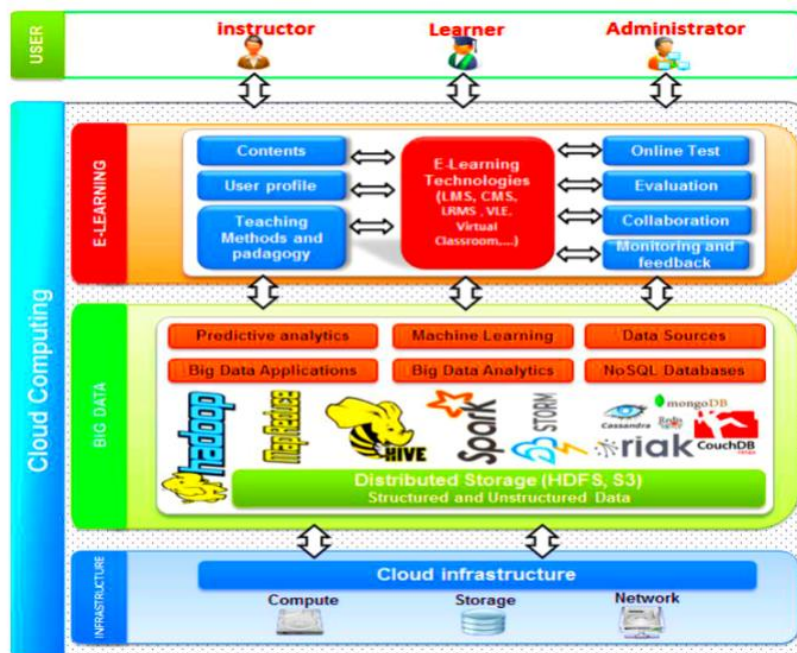 USER
instructor
Learner
Administrator
Cloud Computing
E-LEARNING
Contents
User profile
Teaching
Methods and
padagogy
E-Learning
Technologies
(LMS, CMS,
LRMS , VLE,
Virtual
Classroom,...)
Online Test
Evaluation
Collaboration
Monitoring and
feedback
BIG DATA
Predictive analytics
Machine Learning
Data Sources
Big Data Applications
Big Data Analytics
NoSQL Databases
hadoop
Map Reduce
HIVE
Spark
STORM
mongoDB
Cassandra
riak
CouchDB
relax
Distributed Storage (HDFS, S3)
Structured and Unstructured Data
INFRASTRUCTURE
Cloud infrastructure
Compute
Storage
Network